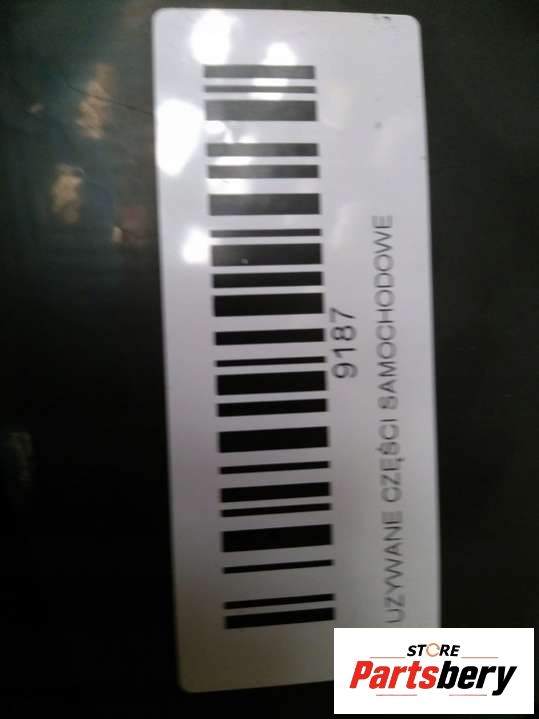 9187
UŻYWANE CZĘŚCI SAMOCHODOWE
STORE
Partsbery